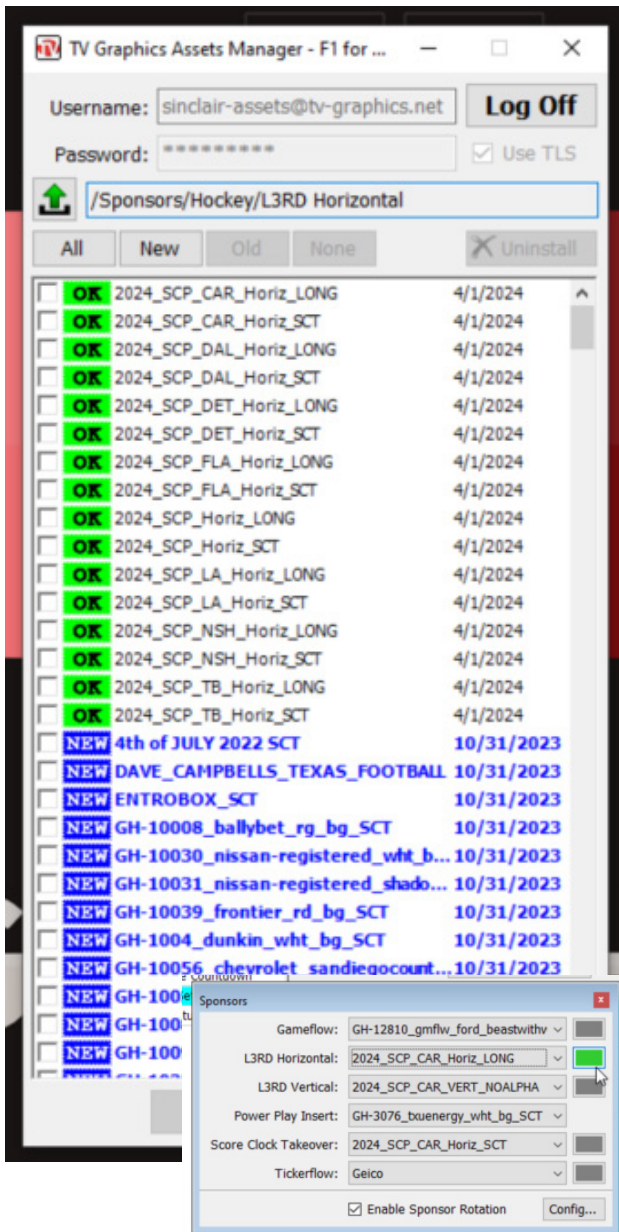 TV Graphics Assets Manager - F1 for ...
Username: sinclair-assets@tv-graphics.net Log Off
Password: ********* Use TLS
/Sponsors/Hockey/L3RD Horizontal
All New Old None Uninstall
OK 2024_SCP_CAR_Horiz_LONG 4/1/2024
OK 2024_SCP_CAR_Horiz_SCT 4/1/2024
OK 2024_SCP_DAL_Horiz_LONG 4/1/2024
OK 2024_SCP_DAL_Horiz_SCT 4/1/2024
OK 2024_SCP_DET_Horiz_LONG 4/1/2024
OK 2024_SCP_DET_Horiz_SCT 4/1/2024
OK 2024_SCP_FLA_Horiz_LONG 4/1/2024
OK 2024_SCP_FLA_Horiz_SCT 4/1/2024
OK 2024_SCP_Horiz_LONG 4/1/2024
OK 2024_SCP_Horiz_SCT 4/1/2024
OK 2024_SCP_LA_Horiz_LONG 4/1/2024
OK 2024_SCP_LA_Horiz_SCT 4/1/2024
OK 2024_SCP_NSH_Horiz_LONG 4/1/2024
OK 2024_SCP_NSH_Horiz_SCT 4/1/2024
OK 2024_SCP_TB_Horiz_LONG 4/1/2024
OK 2024_SCP_TB_Horiz_SCT 4/1/2024
NEW 4th of JULY 2022 SCT 10/31/2023
NEW DAVE_CAMPBELLS_TEXAS_FOOTBALL 10/31/2023
NEW ENTROBOX_SCT 10/31/2023
NEW GH-10008_ballybet_rg_bg_SCT 10/31/2023
NEW GH-10030_nissan-registered_wht_b... 10/31/2023
NEW GH-10031_nissan-registered_shado... 10/31/2023
NEW GH-10039_frontier_rd_bg_SCT 10/31/2023
NEW GH-1004_dunkin_wht_bg_SCT 10/31/2023
NEW GH-10056_chevrolet_sandiegocount... 10/31/2023
NEW GH-100
NEW GH-100
NEW GH-100
Sponsors
Gameflow: GH-12810_gmflw_ford_beastwithv
L3RD Horizontal: 2024_SCP_CAR_Horiz_LONG
L3RD Vertical: 2024_SCP_CAR_VERT_NOALPHA
Power Play Insert: GH-3076_txuenergy_wht_bg_SCT
Score Clock Takeover: 2024_SCP_CAR_Horiz_SCT
Tickerflow: Geico
Enable Sponsor Rotation Config...